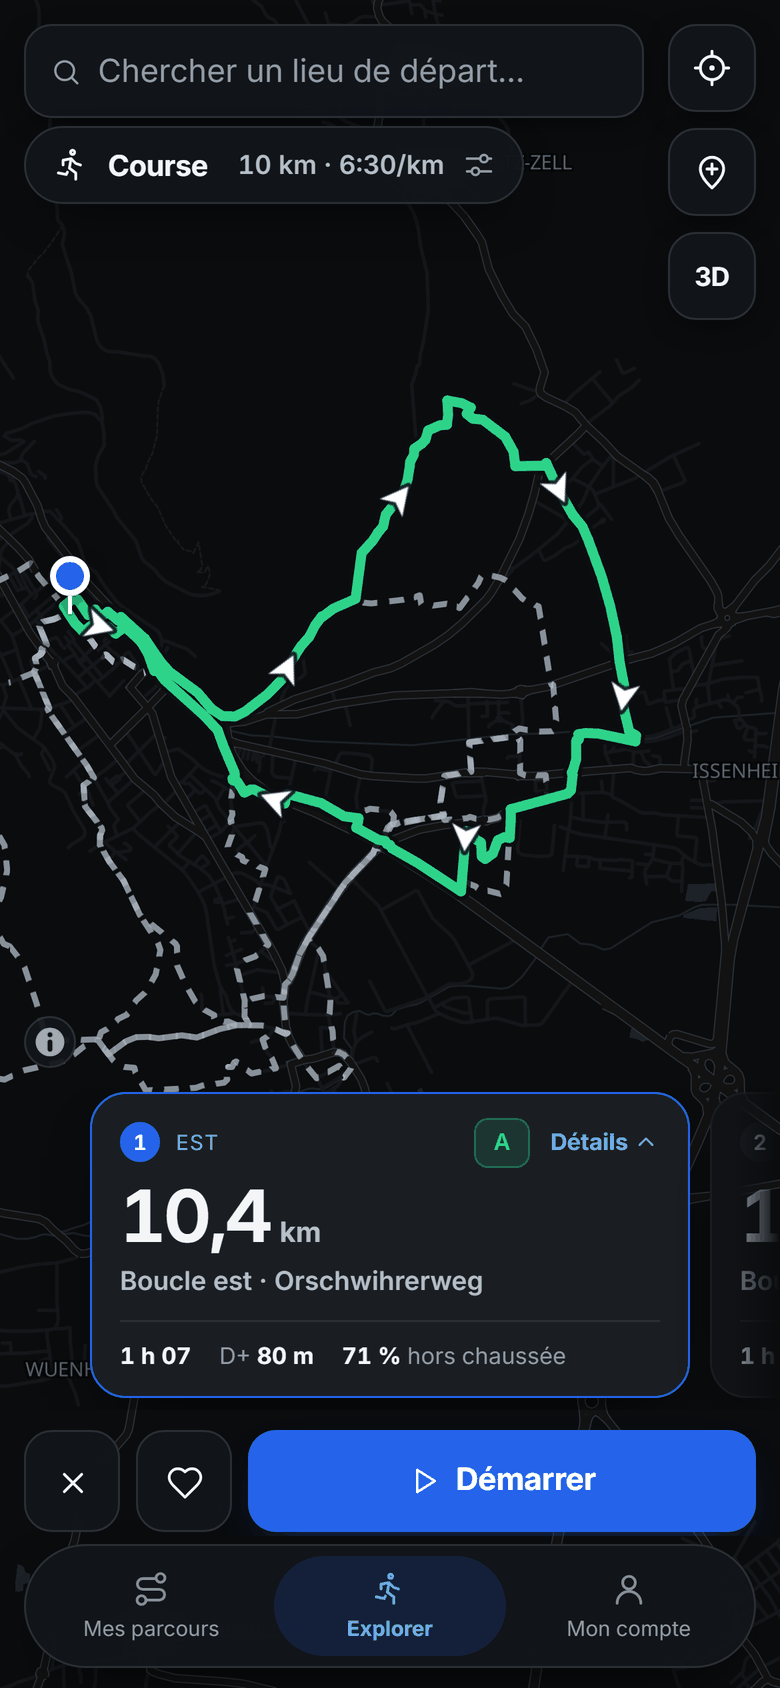 Chercher un lieu de départ...
Course 10 km · 6:30/km
-ZELL
3D
ISSENHEI
1 EST A Détails
2
10,4 km
1
Boucle est · Orschwihrerweg
Bo
1 h 07 D+ 80 m 71 % hors chaussée
1 h
WUENH
Démarrer
Mes parcours Explorer Mon compte